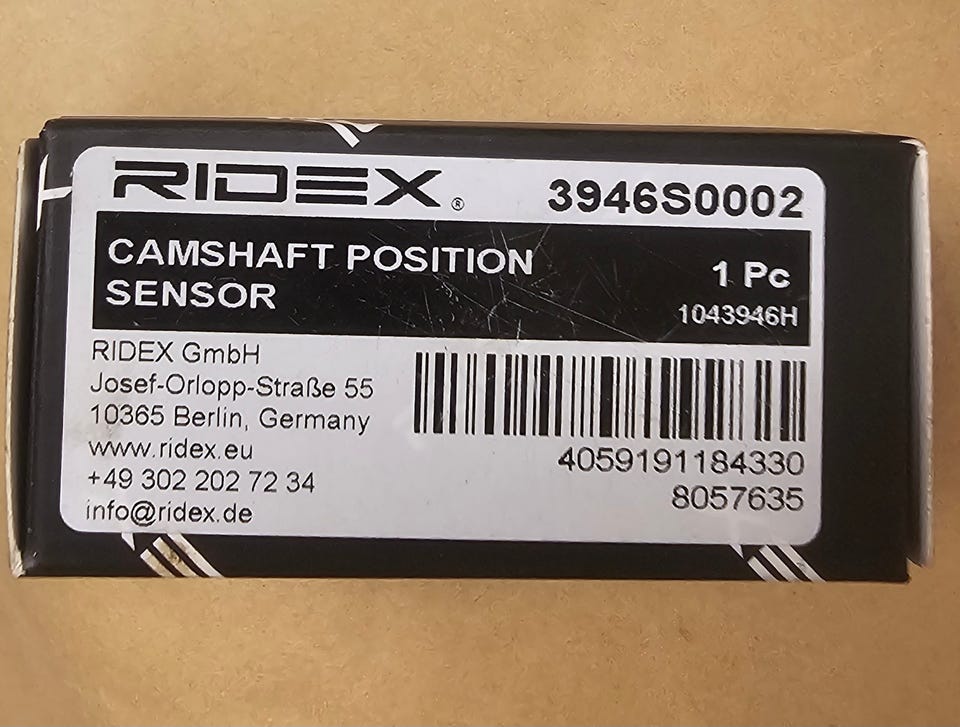 RIDEX®
3946S0002
CAMSHAFT POSITION
SENSOR
1 Pc
1043946H
RIDEX GmbH
Josef-Orlopp-Straße 55
10365 Berlin, Germany
www.ridex.eu
+49 302 202 72 34
info@ridex.de
4059191184330
8057635